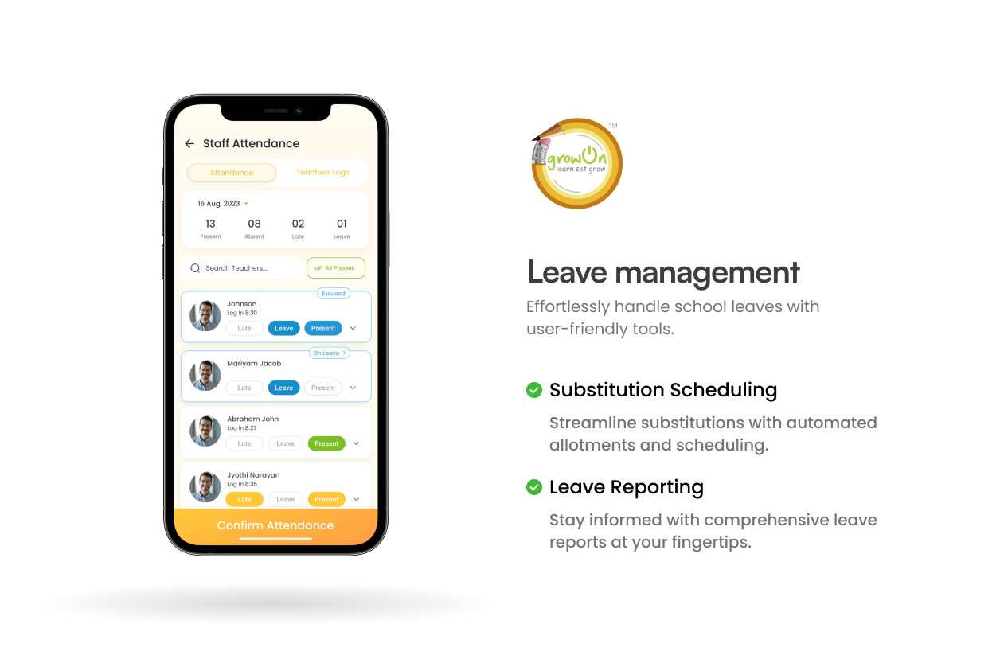 Staff Attendance
Attendance
Teachers Logs
16 Aug, 2023
13
08
02
01
Present
Absent
Late
Leave
Search Teachers...
All Present
Excused
Johnson
Log In 8:30
Late
Leave
Present
On Leave
Mariyam Jacob
Late
Leave
Present
Abraham John
Log In 8:27
Late
Leave
Present
Jyothi Narayan
Log In 8:35
Late
Leave
Present
Confirm Attendance
TM
growOn
learn·set·grow
Leave management
Effortlessly handle school leaves with
user-friendly tools.
Substitution Scheduling
Streamline substitutions with automated
allotments and scheduling.
Leave Reporting
Stay informed with comprehensive leave
reports at your fingertips.